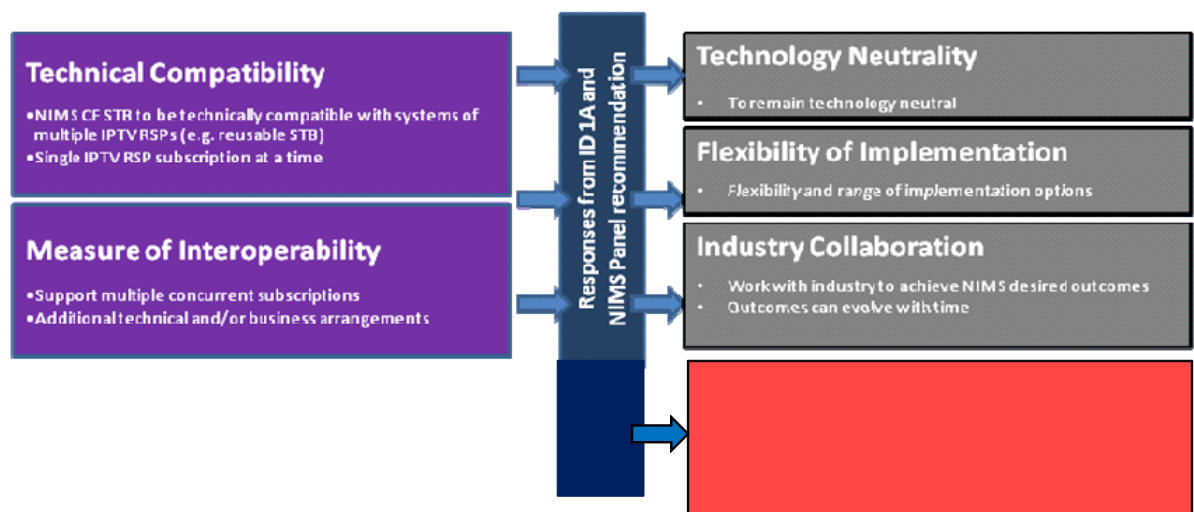 Technical Compatibility
•NIMS CF STB to be technically compatible with systems of
multiple IPTV RSPs (e.g. reusable STB)
•Single IPTV RSP subscription at a time
Measure of Interoperability
•Support multiple concurrent subscriptions
•Additional technical and/or business arrangements
Responses from ID 1A and
NIMS Panel recommendation
Technology Neutrality
• To remain technology neutral
Flexibility of Implementation
• Flexibility and range of implementation options
Industry Collaboration
• Work with industry to achieve NIMS desired outcomes
• Outcomes can evolve with time